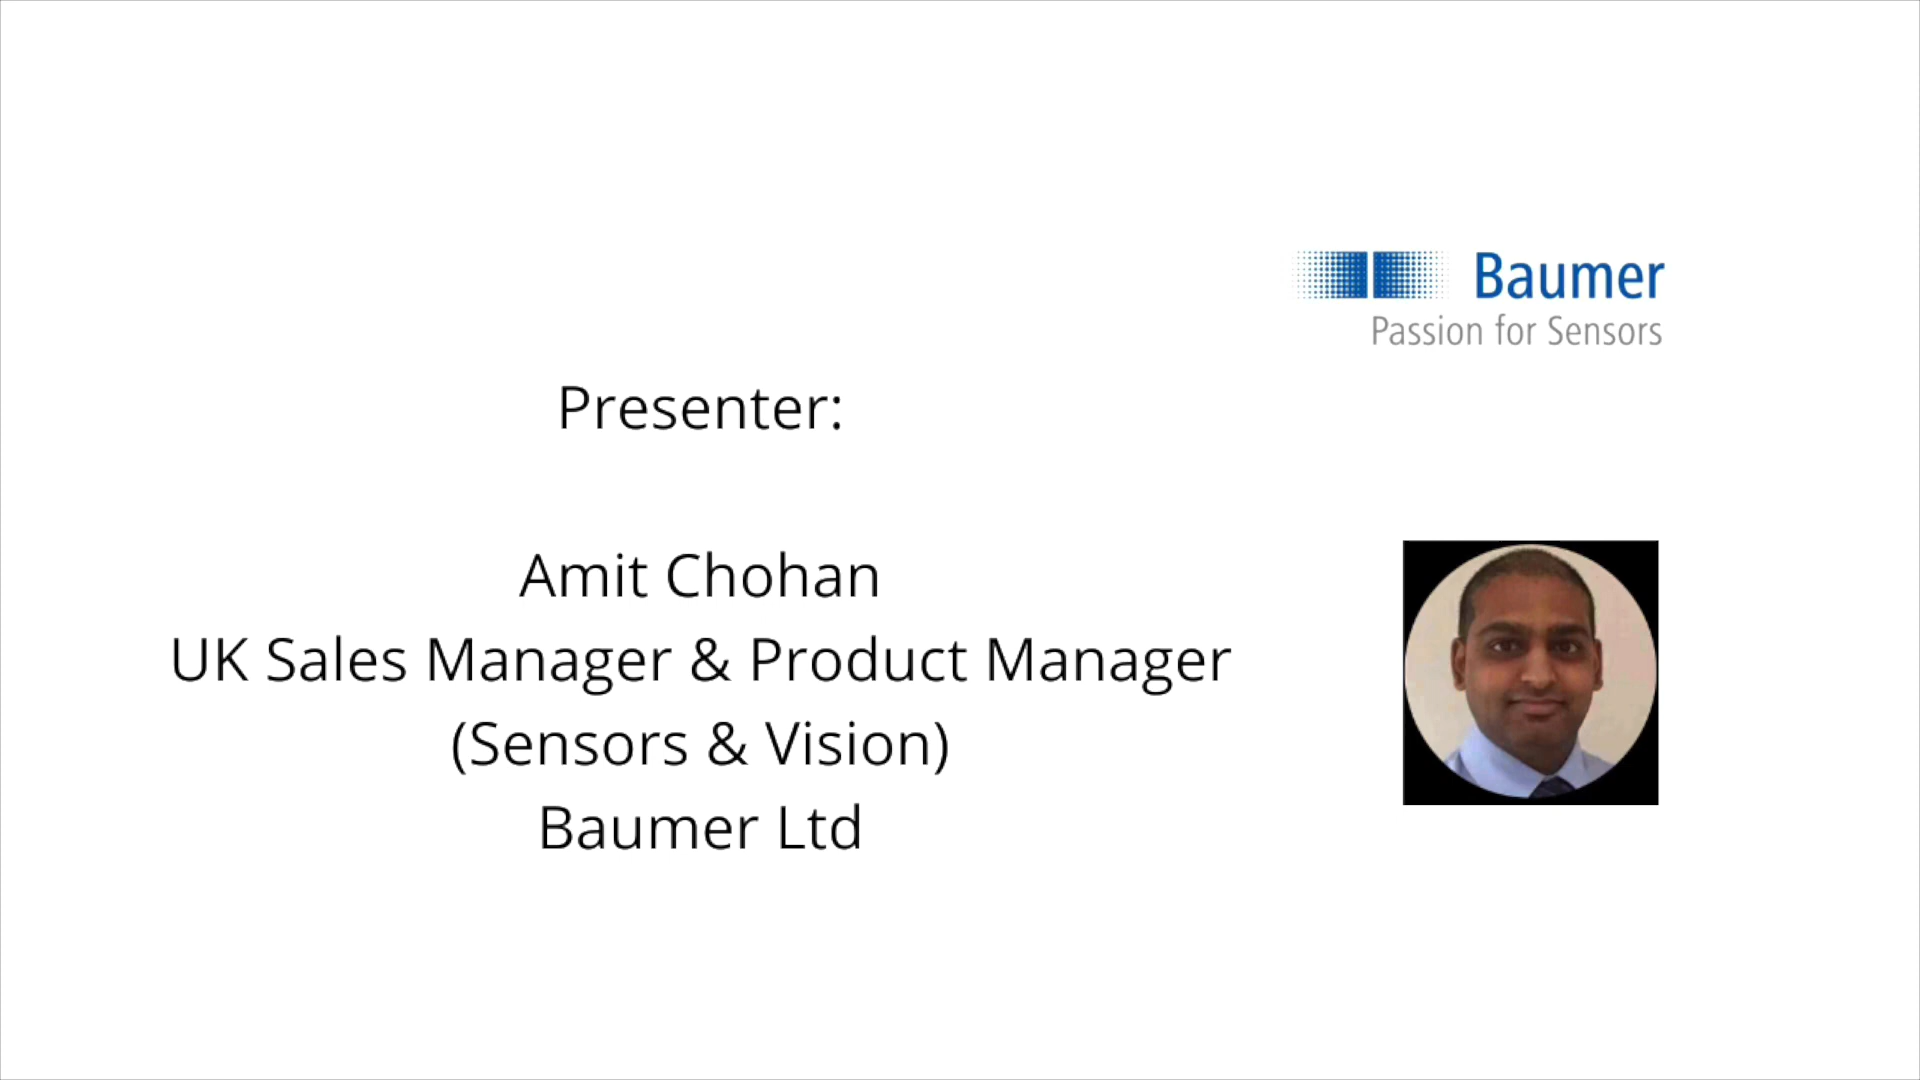 Baumer
Passion for Sensors
Presenter:
Amit Chohan
UK Sales Manager & Product Manager
(Sensors & Vision)
Baumer Ltd